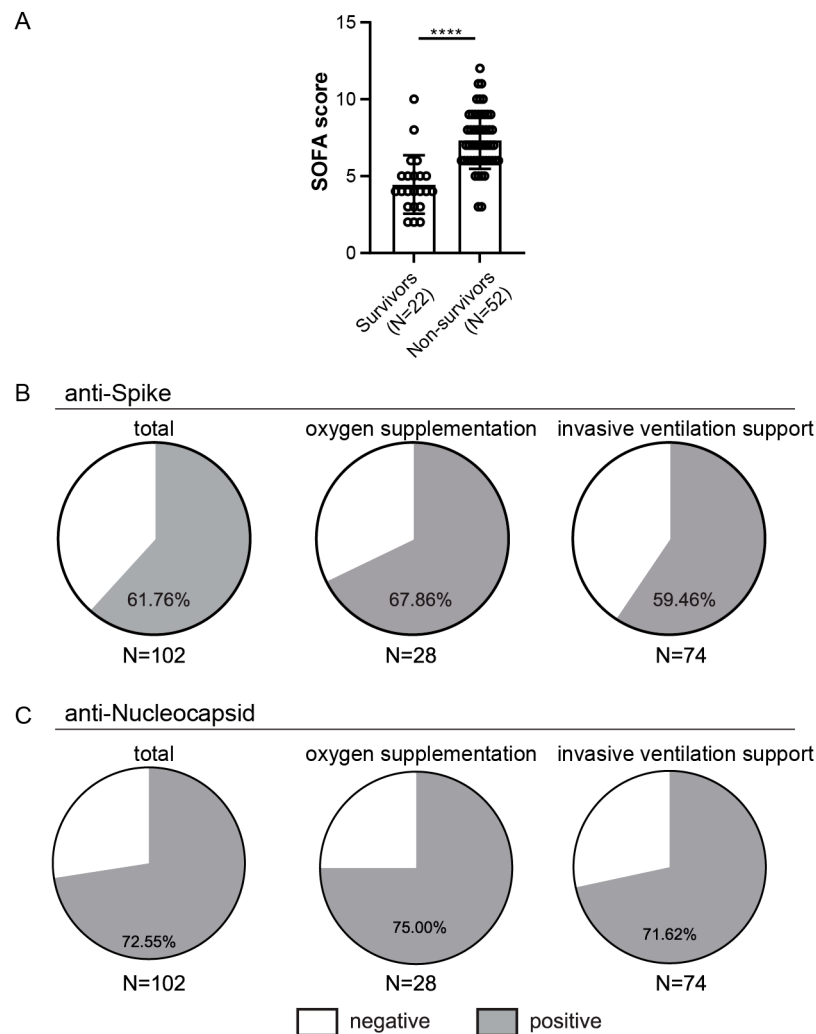 A
SOFA score
15
10
5
0
****
Survivors
(N=22)
Non-survivors
(N=52)
B anti-Spike
total oxygen supplementation invasive ventilation support
61.76% 67.86% 59.46%
N=102 N=28 N=74
C anti-Nucleocapsid
total oxygen supplementation invasive ventilation support
72.55% 75.00% 71.62%
N=102 N=28 N=74
negative positive